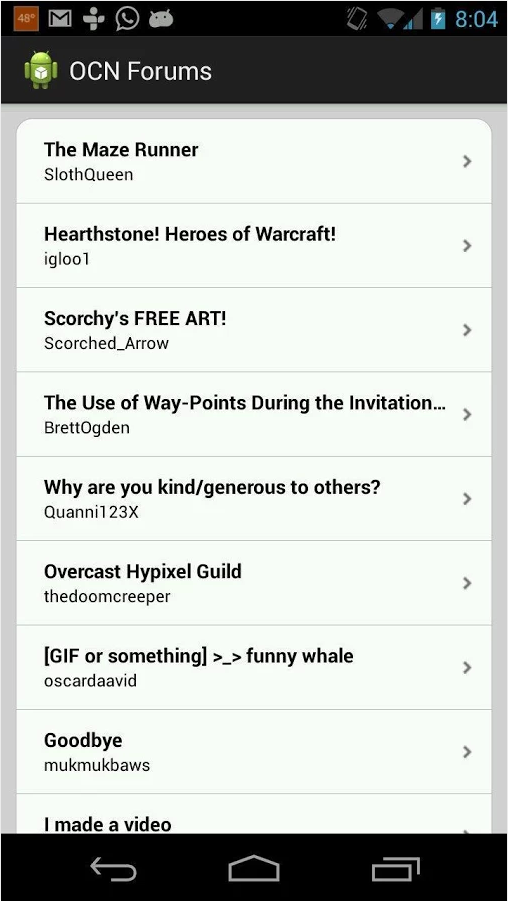 48°
8:04
OCN Forums
The Maze Runner
SlothQueen
Hearthstone! Heroes of Warcraft!
igloo1
Scorchy's FREE ART!
Scorched_Arrow
The Use of Way-Points During the Invitation...
BrettOgden
Why are you kind/generous to others?
Quanni123X
Overcast Hypixel Guild
thedoomcreeper
[GIF or something] >_> funny whale
oscardaavid
Goodbye
mukmukbaws
I made a video